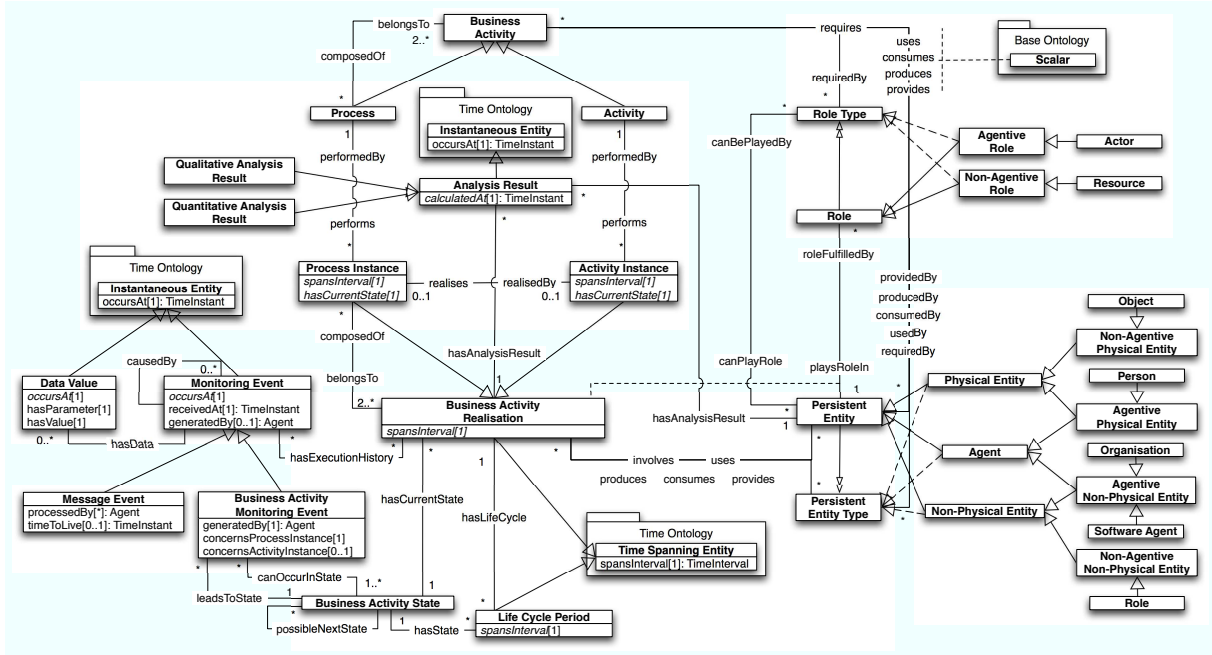 belongsTo
Business
Activity
*
2..*
composedOf
requires
uses
consumes
produces
provides
Base Ontology
Scalar
requiredBy
*
*
*
Process
Time Ontology
Instantaneous Entity
occursAt[1]: TimeInstant
Activity
Role Type
1
1
performedBy
performedBy
canBePlayedBy
Agentive
Role
Actor
Qualitative Analysis
Result
Analysis Result
calculatedAt[1]: TimeInstant
*
*
Non-Agentive
Role
Resource
Quantitative Analysis
Result
performs
performs
Role
*
*
*
roleFulfilledBy
Time Ontology
Instantaneous Entity
occursAt[1]: TimeInstant
Process Instance
spansInterval[1]
hasCurrentState[1]
realises
realisedBy
0..1
0..1
Activity Instance
spansInterval[1]
hasCurrentState[1]
providedBy
producedBy
consumedBy
usedBy
requiredBy
Object
Non-Agentive
Physical Entity
*
composedOf
causedBy
0..*
hasAnalysisResult
canPlayRole
playsRoleIn
Person
Physical Entity
Agentive
Physical Entity
Data Value
occursAt[1]
hasParameter[1]
hasValue[1]
0..*
Monitoring Event
occursAt[1]
receivedAt[1]: TimeInstant
generatedBy[0..1]: Agent
belongsTo
2..*
1
Business Activity
Realisation
spansInterval[1]
1
*
hasAnalysisResult
*
1
Persistent
Entity
*
hasData
*
hasExecutionHistory
*
*
1
*
Agent
Organisation
involves
uses
produces
consumes
provides
*
Message Event
processedBy[*]: Agent
timeToLive[0..1]: TimeInstant
Business Activity
Monitoring Event
generatedBy[1]: Agent
concernsProcessInstance[1]
concernsActivityInstance[0..1]
hasCurrentState
hasLifeCycle
Persistent
Entity Type
*
Non-Physical Entity
Agentive
Non-Physical Entity
Software Agent
Time Ontology
Time Spanning Entity
spansInterval[1]: TimeInterval
Non-Agentive
Non-Physical Entity
Role
*
*
canOccurInState
1..*
leadsToState
1
1
*
Business Activity State
*
possibleNextState
*
1
hasState
*
Life Cycle Period
spansInterval[1]